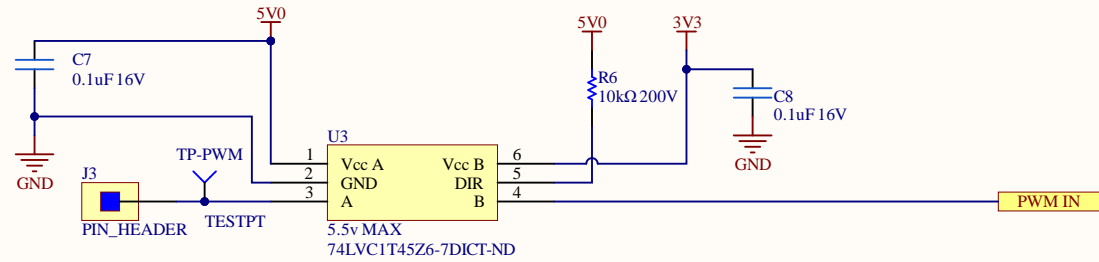 5V0
5V0
3V3
C7
0.1uF 16V
R6
10kΩ 200V
C8
0.1uF 16V
GND
TP-PWM
U3
1
Vcc A
Vcc B
6
GND
2
GND
DIR
5
J3
3
A
B
4
PWM IN
PIN_HEADER
TESTPT
5.5v MAX
74LVC1T45Z6-7DICT-ND